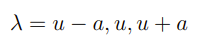 λ = u − a, u, u + a